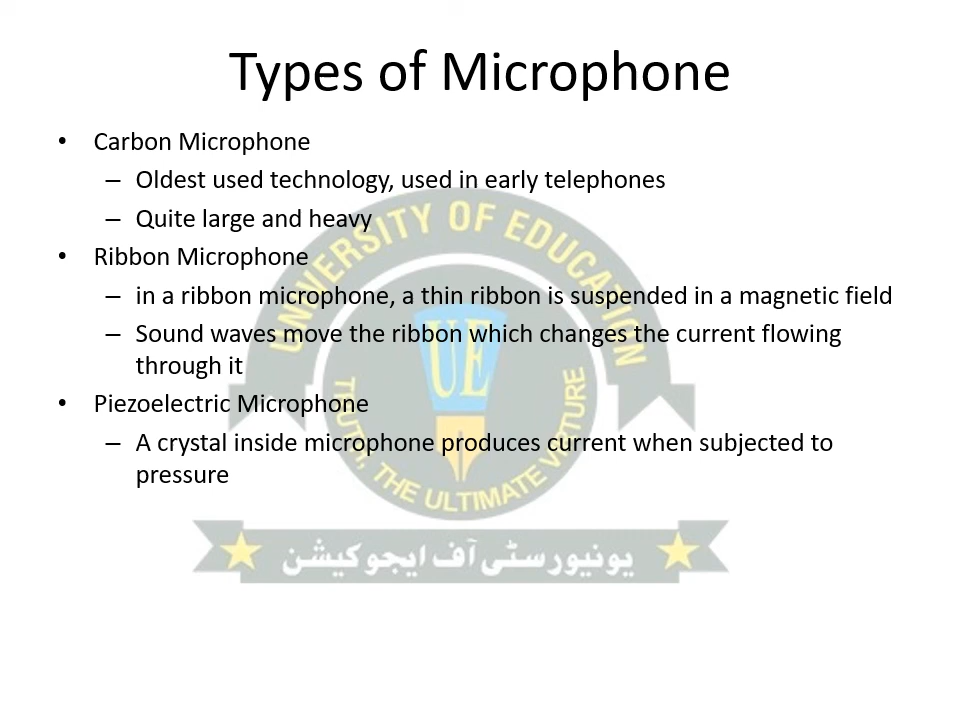 Types of Microphone
• Carbon Microphone
– Oldest used technology, used in early telephones
– Quite large and heavy
• Ribbon Microphone
– in a ribbon microphone, a thin ribbon is suspended in a magnetic field
– Sound waves move the ribbon which changes the current flowing
through it
• Piezoelectric Microphone
– A crystal inside microphone produces current when subjected to
pressure
UNIVERSITY OF EDUCATION
UE
TRUTH, THE ULTIMATE VIRTURE
یونیورسٹی آف ایجوکیشن